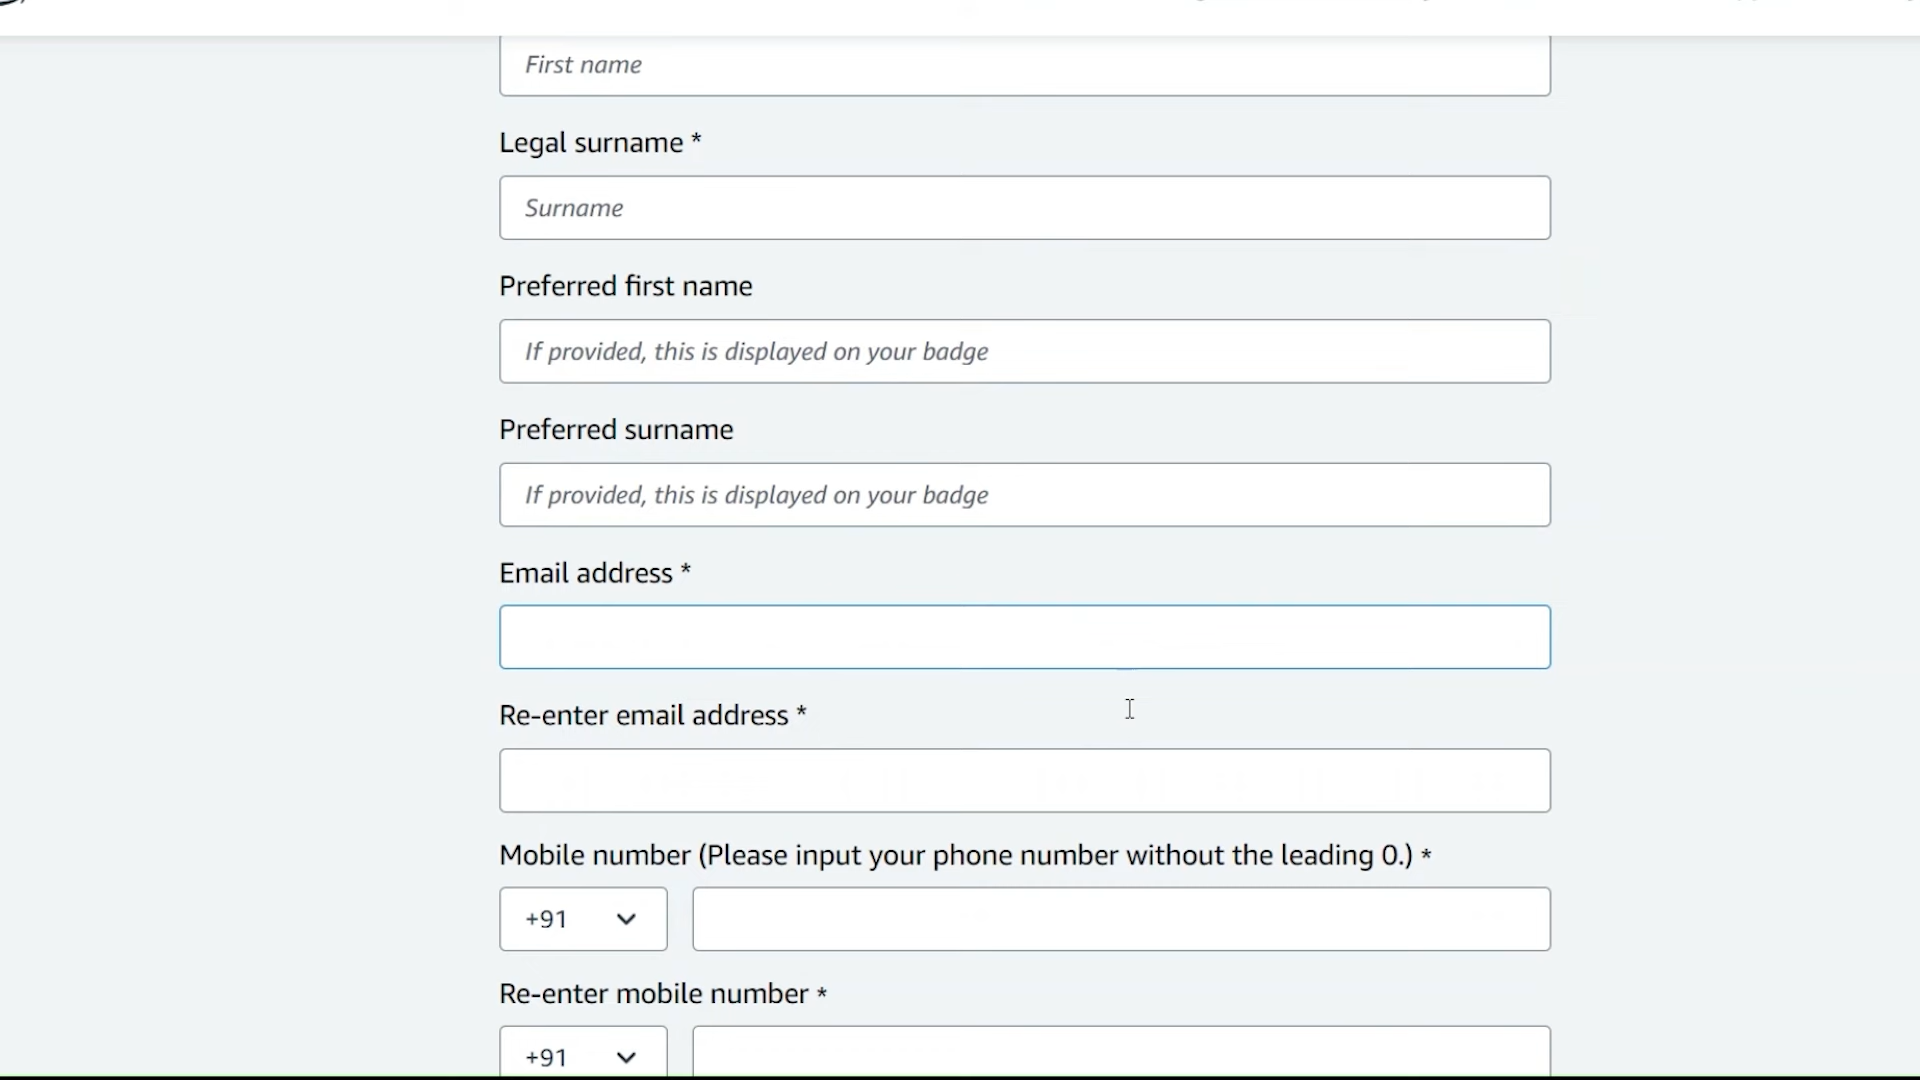 First name
Legal surname *
Surname
Preferred first name
If provided, this is displayed on your badge
Preferred surname
If provided, this is displayed on your badge
Email address *
Re-enter email address *
Mobile number (Please input your phone number without the leading 0.) *
+91
Re-enter mobile number *
+91